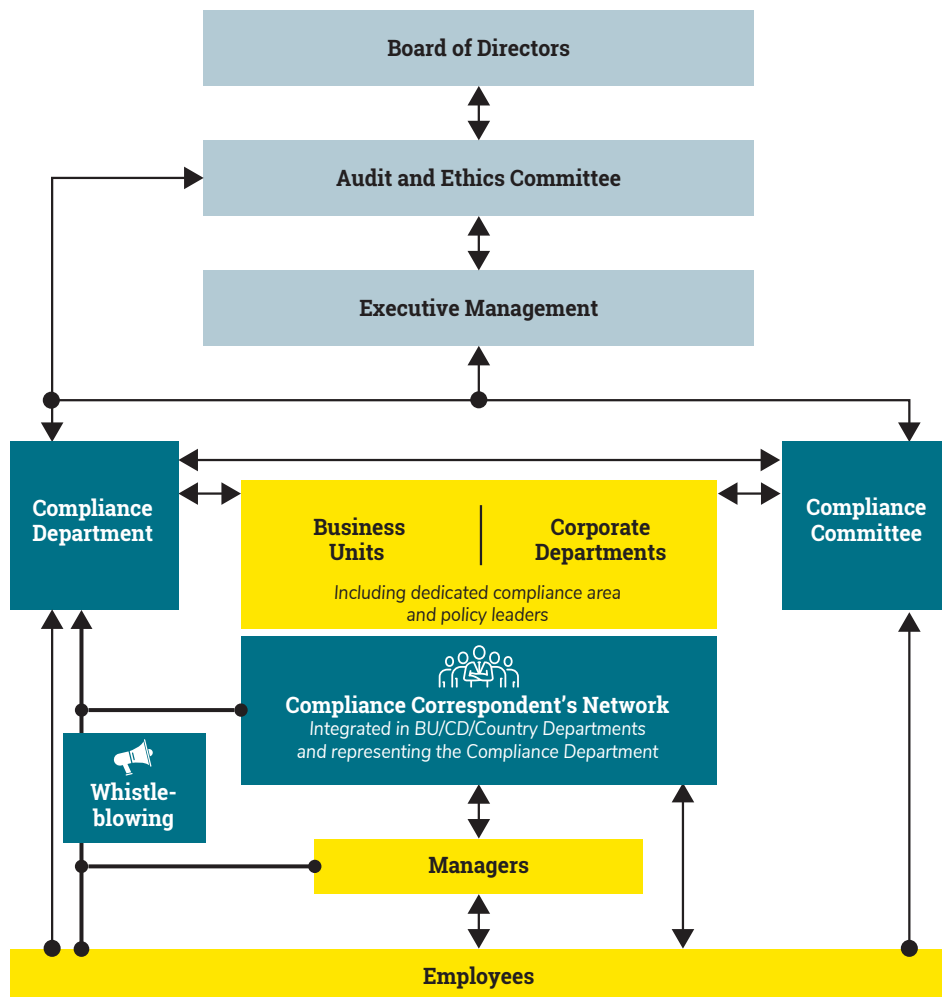 Board of Directors
Audit and Ethics Committee
Executive Management
Compliance
Department
Business
Units
Corporate
Departments
Including dedicated compliance area
and policy leaders
Compliance
Committee
Compliance Correspondent's Network
Integrated in BU/CD/Country Departments
and representing the Compliance Department
Whistle-
blowing
Managers
Employees